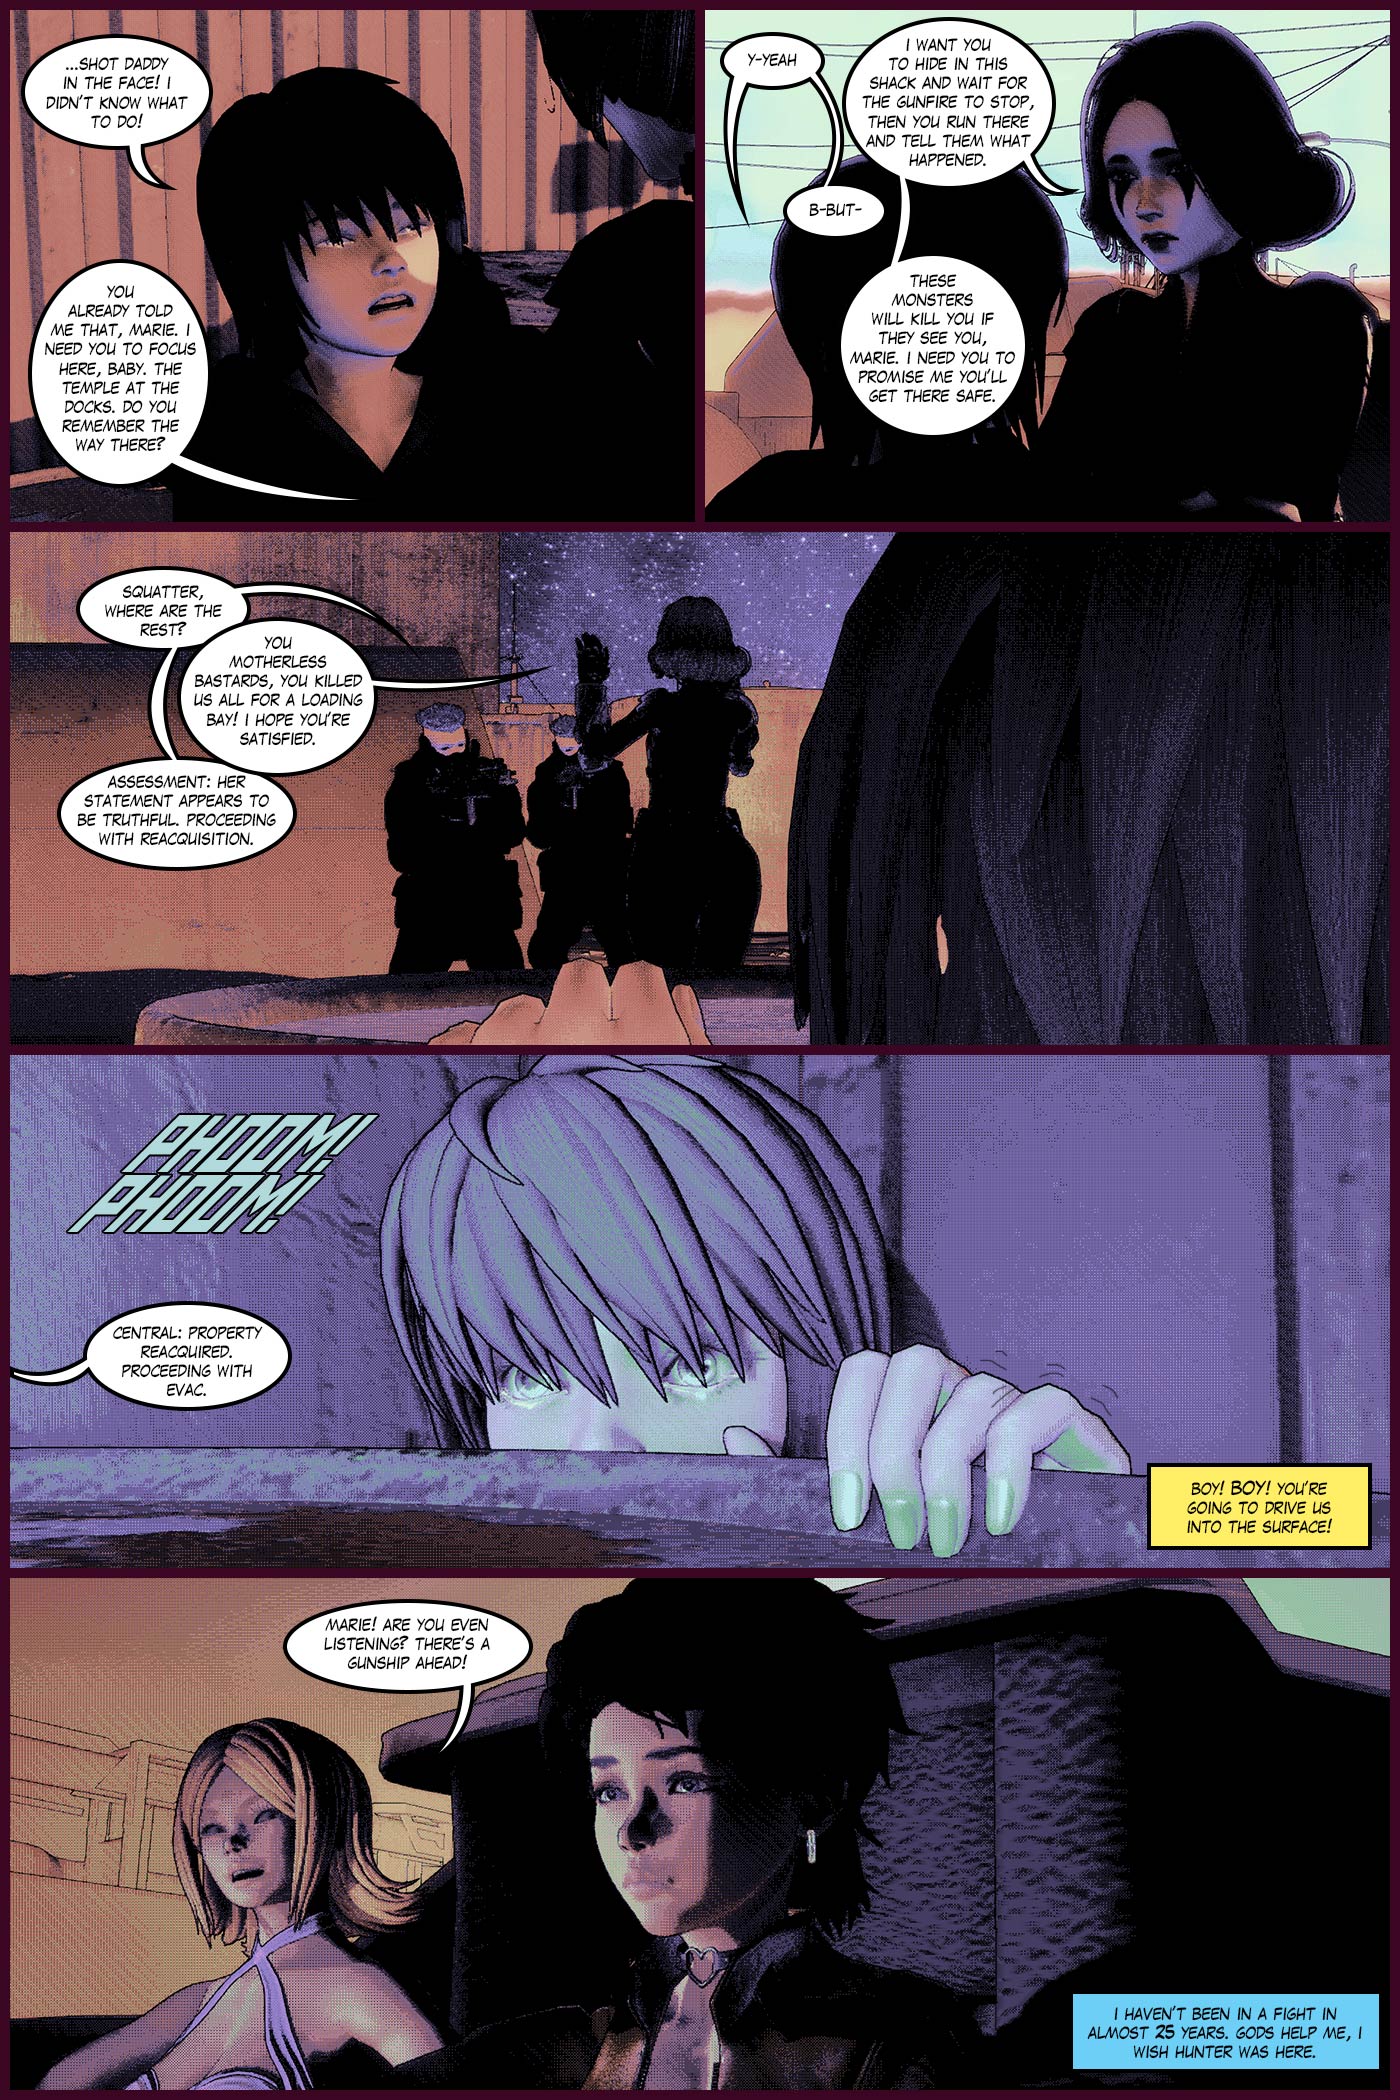 ...SHOT DADDY
IN THE FACE! I
DIDN'T KNOW WHAT
TO DO!
YOU
ALREADY TOLD
ME THAT, MARIE. I
NEED YOU TO FOCUS
HERE, BABY. THE
TEMPLE AT THE
DOCKS. DO YOU
REMEMBER THE
WAY THERE?
Y-YEAH
I WANT YOU
TO HIDE IN THIS
SHACK AND WAIT FOR
THE GUNFIRE TO STOP,
THEN YOU RUN THERE
AND TELL THEM WHAT
HAPPENED.
B-BUT-
THESE
MONSTERS
WILL KILL YOU IF
THEY SEE YOU,
MARIE. I NEED YOU TO
PROMISE ME YOU'LL
GET THERE SAFE.
SQUATTER,
WHERE ARE THE
REST?
YOU
MOTHERLESS
BASTARDS, YOU KILLED
US ALL FOR A LOADING
BAY! I HOPE YOU'RE
SATISFIED.
ASSESSMENT: HER
STATEMENT APPEARS TO
BE TRUTHFUL. PROCEEDING
WITH REACQUISITION.
PHOOM!
PHOOM!
CENTRAL: PROPERTY
REACQUIRED.
PROCEEDING WITH
EVAC.
BOY! BOY! YOU'RE
GOING TO DRIVE US
INTO THE SURFACE!
MARIE! ARE YOU EVEN
LISTENING? THERE'S A
GUNSHIP AHEAD!
I HAVEN'T BEEN IN A FIGHT IN
ALMOST 25 YEARS. GODS HELP ME, I
WISH HUNTER WAS HERE.